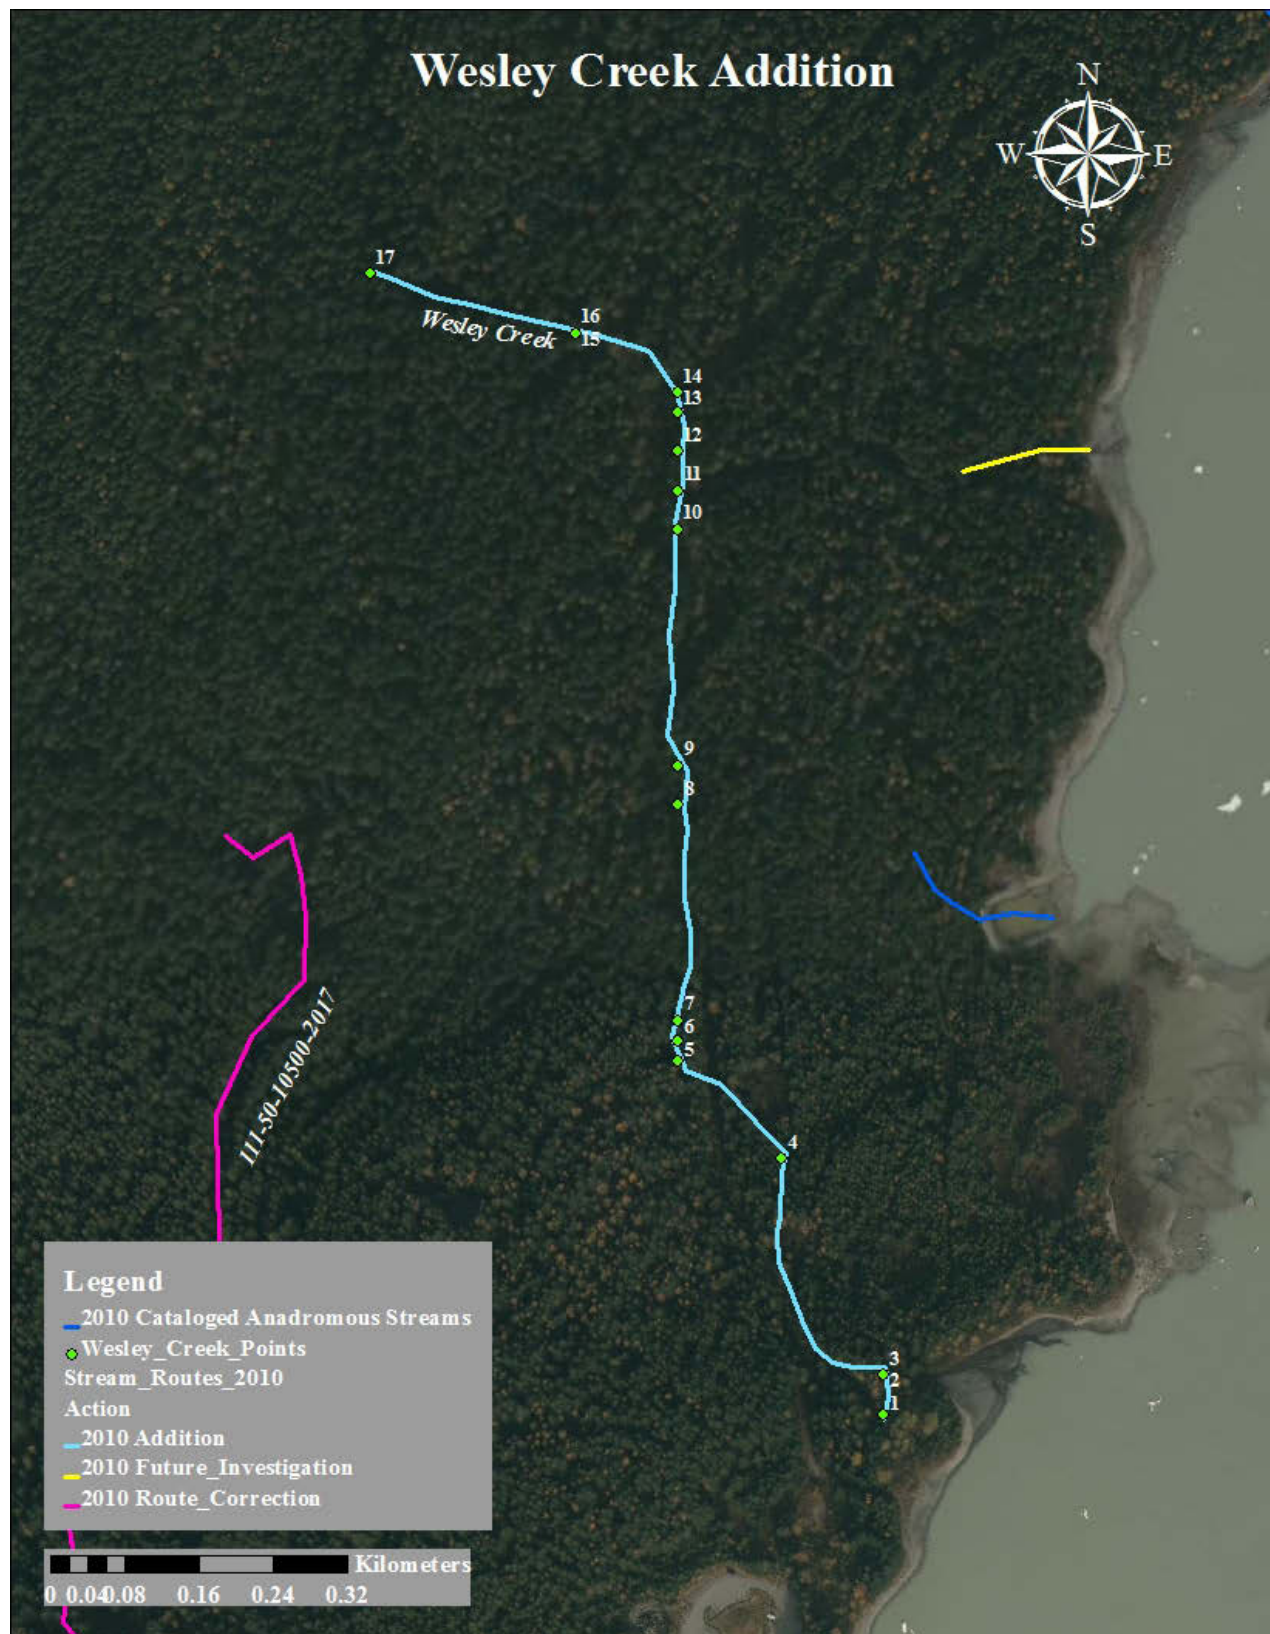 Wesley Creek Addition
N
W E
S
17
16
Wesley Creek
15
14
13
12
11
10
9
8
7
6
5
111-50-10500-2017
4
3
2
1
Legend
2010 Cataloged Anadromous Streams
Wesley_Creek_Points
Stream_Routes_2010
Action
2010 Addition
2010 Future_Investigation
2010 Route_Correction
Kilometers
0 0.04 0.08 0.16 0.24 0.32